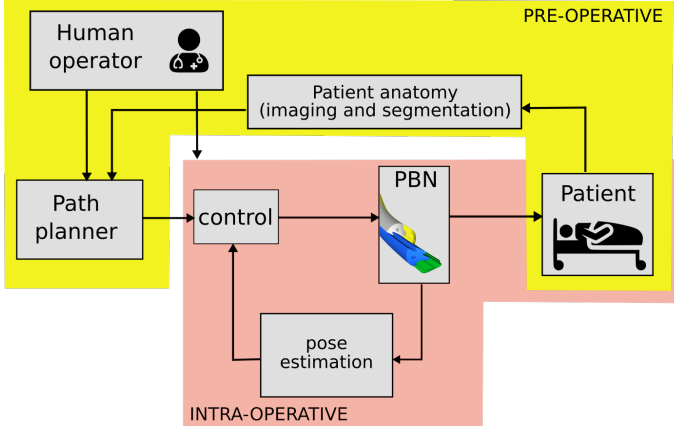 PRE-OPERATIVE
Human
operator
Patient anatomy
(imaging and segmentation)
Path
planner
control
PBN
Patient
pose
estimation
INTRA-OPERATIVE